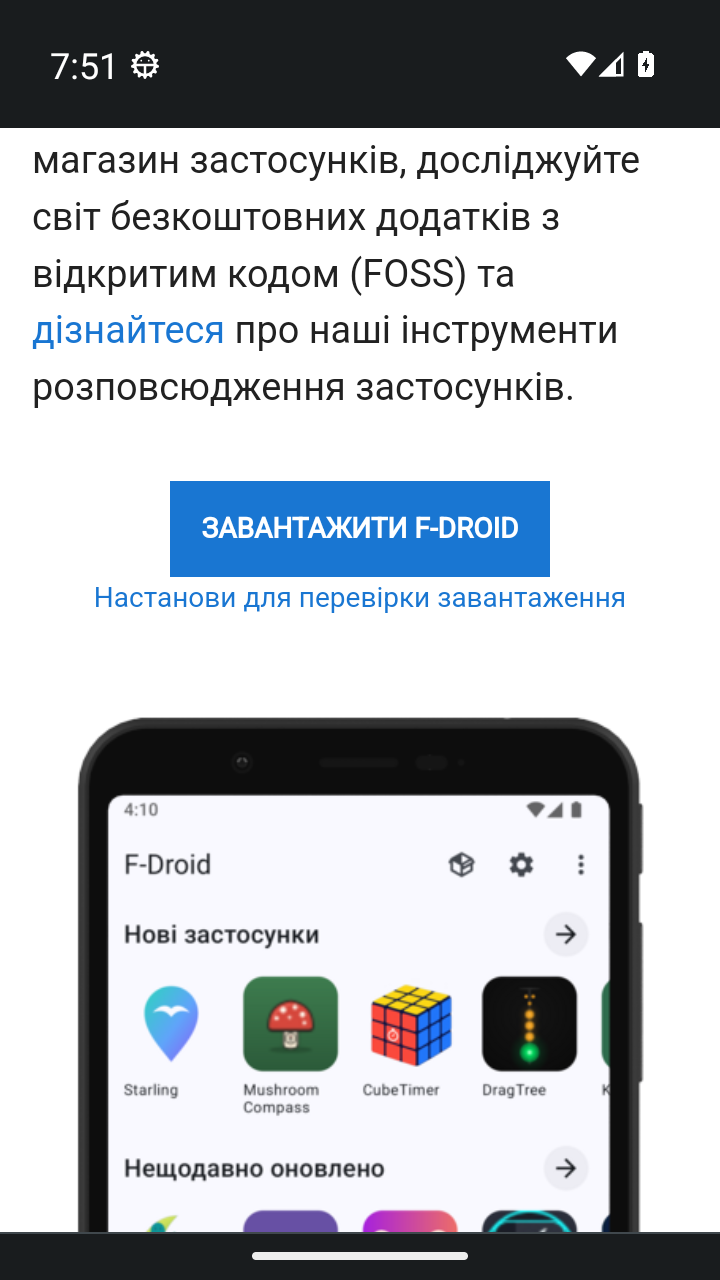 7:51
магазин застосунків, досліджуйте
світ безкоштовних додатків з
відкритим кодом (FOSS) та
дізнайтеся про наші інструменти
розповсюдження застосунків.
ЗАВАНТАЖИТИ F-DROID
Настанови для перевірки завантаження
4:10
F-Droid
Нові застосунки
Starling
Mushroom
Compass
CubeTimer
DragTree
K
Нещодавно оновлено